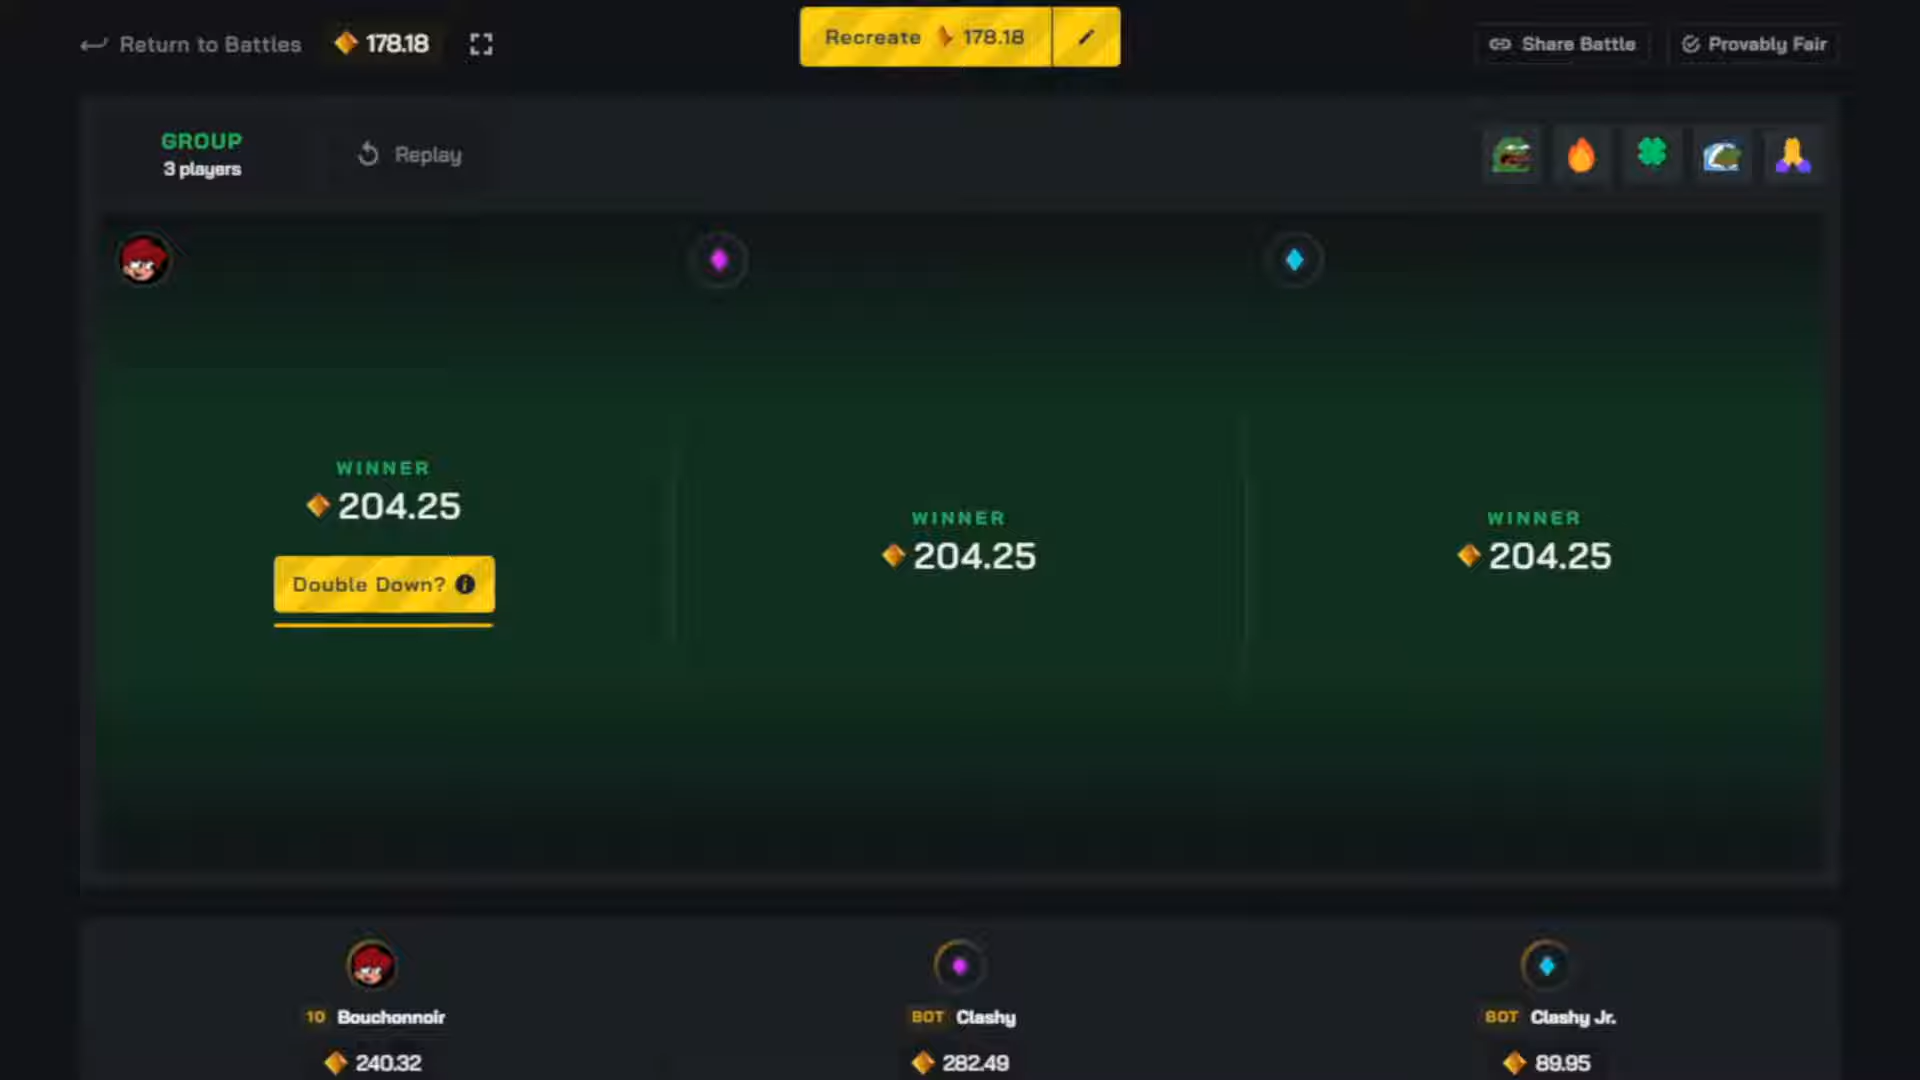 Return to Battles 178.18
Recreate 178.18
Share Battle
Provably Fair
GROUP
3 players
Replay
WINNER
204.25
Double Down?
WINNER
204.25
WINNER
204.25
10 Bouchonnoir
240.32
BOT Clashy
282.49
BOT Clashy Jr.
89.95